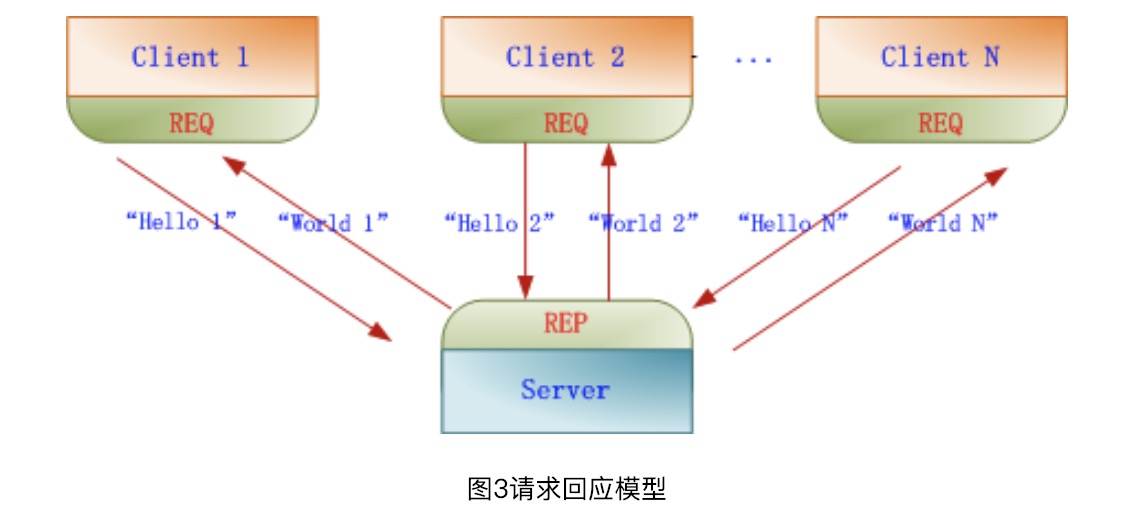 Client 1
Client 2
...
Client N
REQ
REQ
REQ
“Hello 1”
“World 1”
“Hello 2”
“World 2”
“Hello N”
“World N”
REP
Server
图3请求回应模型